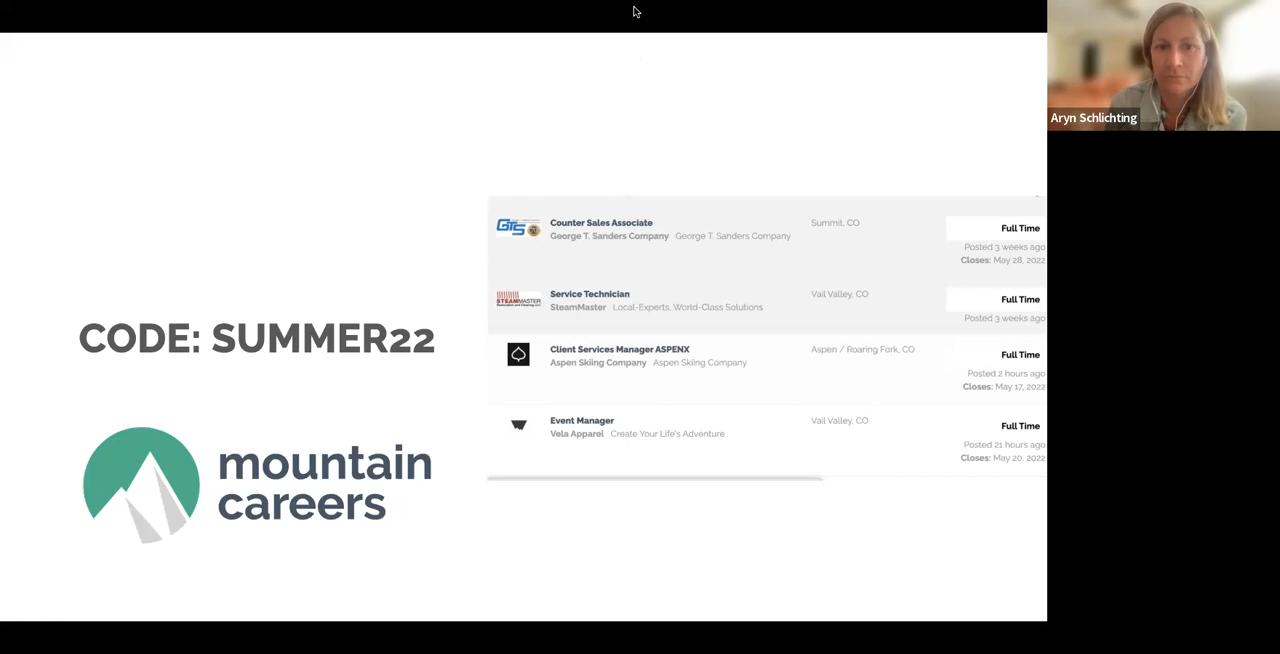 Aryn Schlichting
Counter Sales Associate
George T. Sanders Company George T. Sanders Company
Summit, CO
Full Time
Posted 3 weeks ago
Closes: May 28, 2022
GTS
Service Technician
SteamMaster Local-Experts, World-Class Solutions
Vail Valley, CO
Full Time
Posted 3 weeks ago
STEAMMASTER
Client Services Manager ASPENX
Aspen Skiing Company Aspen Skiing Company
Aspen / Roaring Fork, CO
Full Time
Posted 2 hours ago
Closes: May 17, 2022
Event Manager
Vela Apparel Create Your Life's Adventure
Vail Valley, CO
Full Time
Posted 21 hours ago
Closes: May 20, 2022
CODE: SUMMER22
mountain
careers